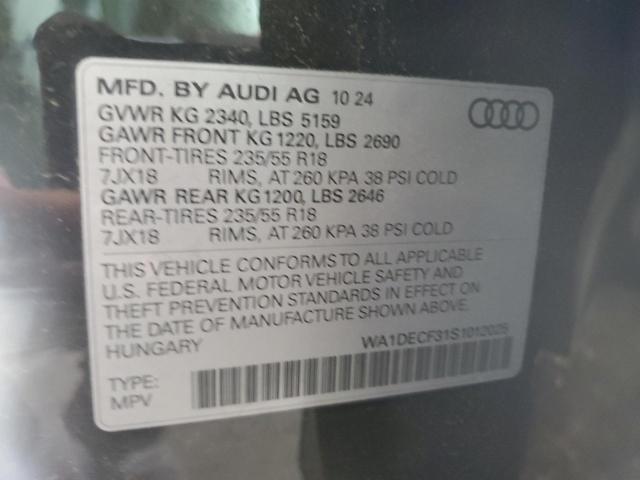 MFD. BY AUDI AG 10 24
GVWR KG 2340, LBS 5159
GAWR FRONT KG 1220, LBS 2690
FRONT-TIRES 235/55 R18
7JX18 RIMS, AT 260 KPA 38 PSI COLD
GAWR REAR KG 1200, LBS 2646
REAR-TIRES 235/55 R18
7JX18 RIMS, AT 260 KPA 38 PSI COLD
THIS VEHICLE CONFORMS TO ALL APPLICABLE
U.S. FEDERAL MOTOR VEHICLE SAFETY AND
THEFT PREVENTION STANDARDS IN EFFECT ON
THE DATE OF MANUFACTURE SHOWN ABOVE.
HUNGARY WA1DECF31S1012025
TYPE:
MPV